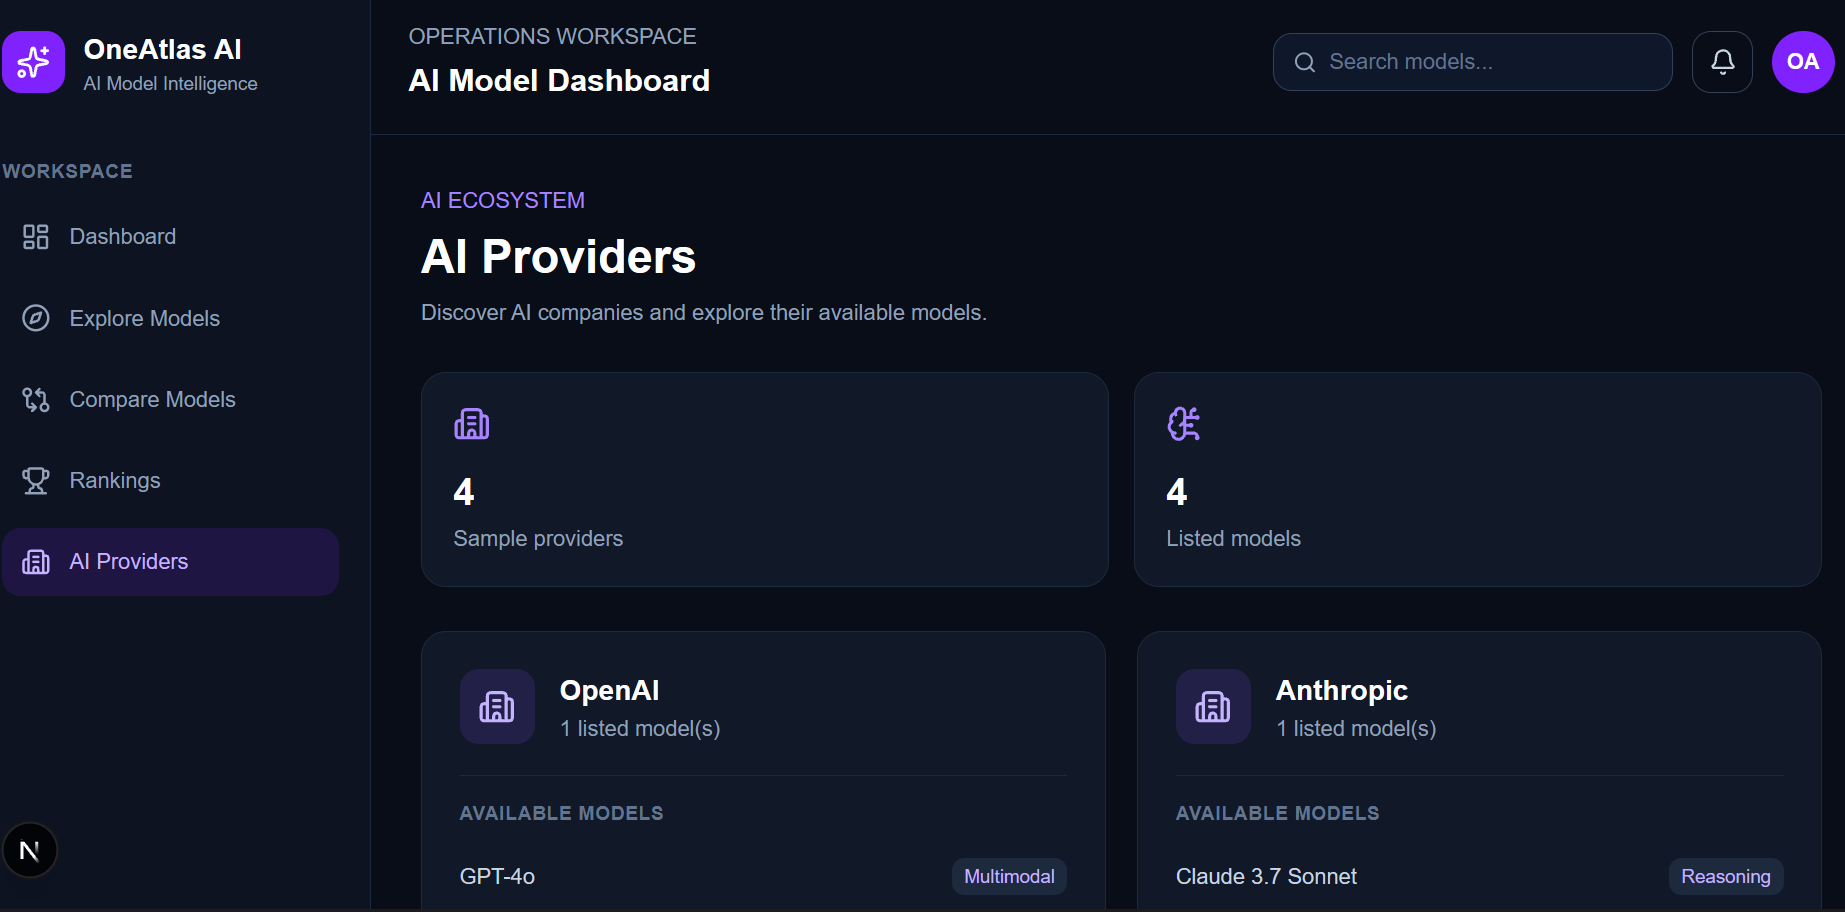 OneAtlas AI
AI Model Intelligence
WORKSPACE
Dashboard
Explore Models
Compare Models
Rankings
AI Providers
N
OPERATIONS WORKSPACE
AI Model Dashboard
Search models...
OA
AI ECOSYSTEM
AI Providers
Discover AI companies and explore their available models.
4
Sample providers
4
Listed models
OpenAI
1 listed model(s)
AVAILABLE MODELS
GPT-4o
Multimodal
Anthropic
1 listed model(s)
AVAILABLE MODELS
Claude 3.7 Sonnet
Reasoning